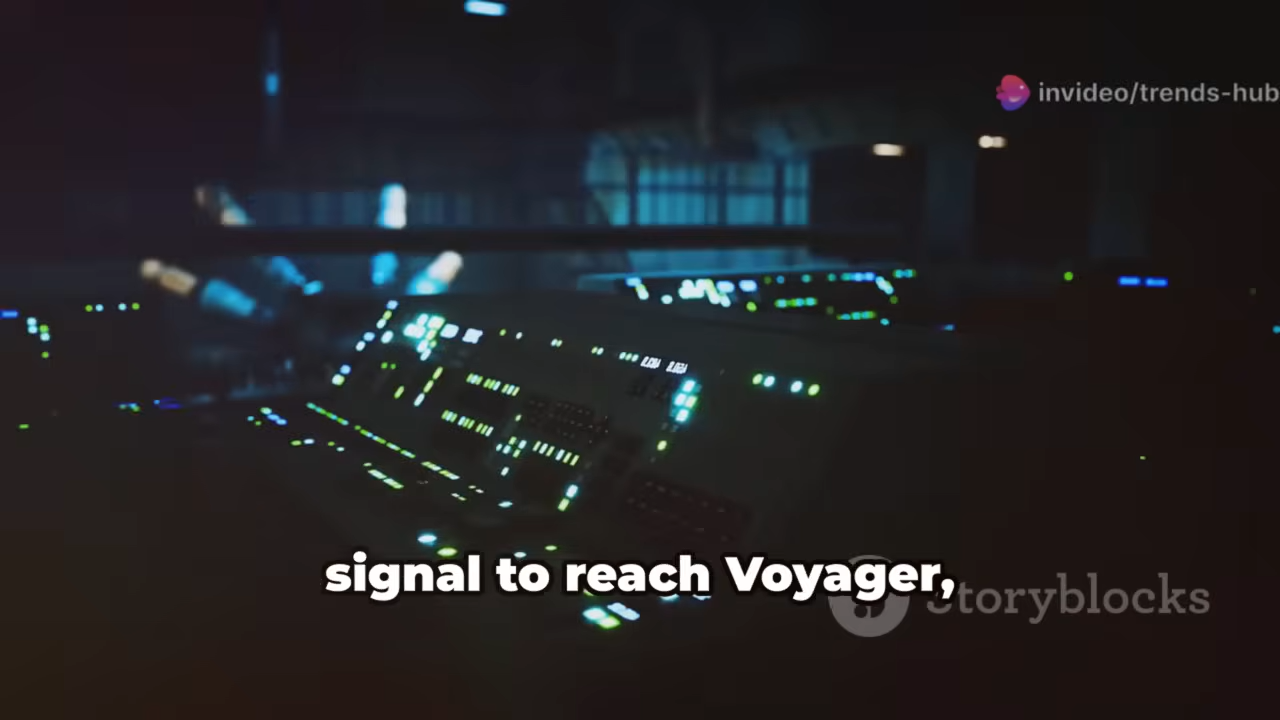 invideo/trends-hub
signal to reach Voyager,
Storyblocks